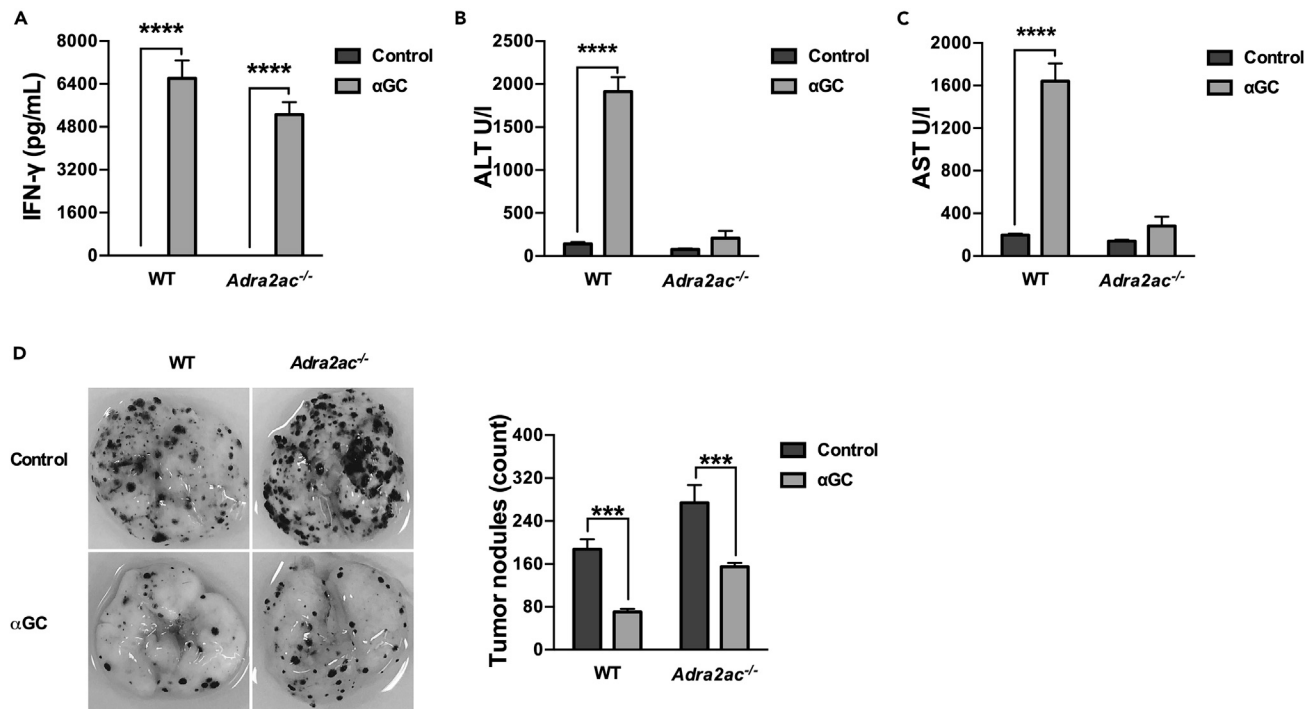 A
IFN-γ (pg/mL)
8000
6400
4800
3200
1600
0
****
****
WT
Adra2ac-/-
Control
αGC
B
ALT U/l
2500
2000
1500
1000
500
0
****
WT
Adra2ac-/-
Control
αGC
C
AST U/l
2000
1600
1200
800
400
0
****
WT
Adra2ac-/-
Control
αGC
D
WT
Adra2ac-/-
Control
αGC
Tumor nodules (count)
400
320
240
160
80
0
***
***
WT
Adra2ac-/-
Control
αGC